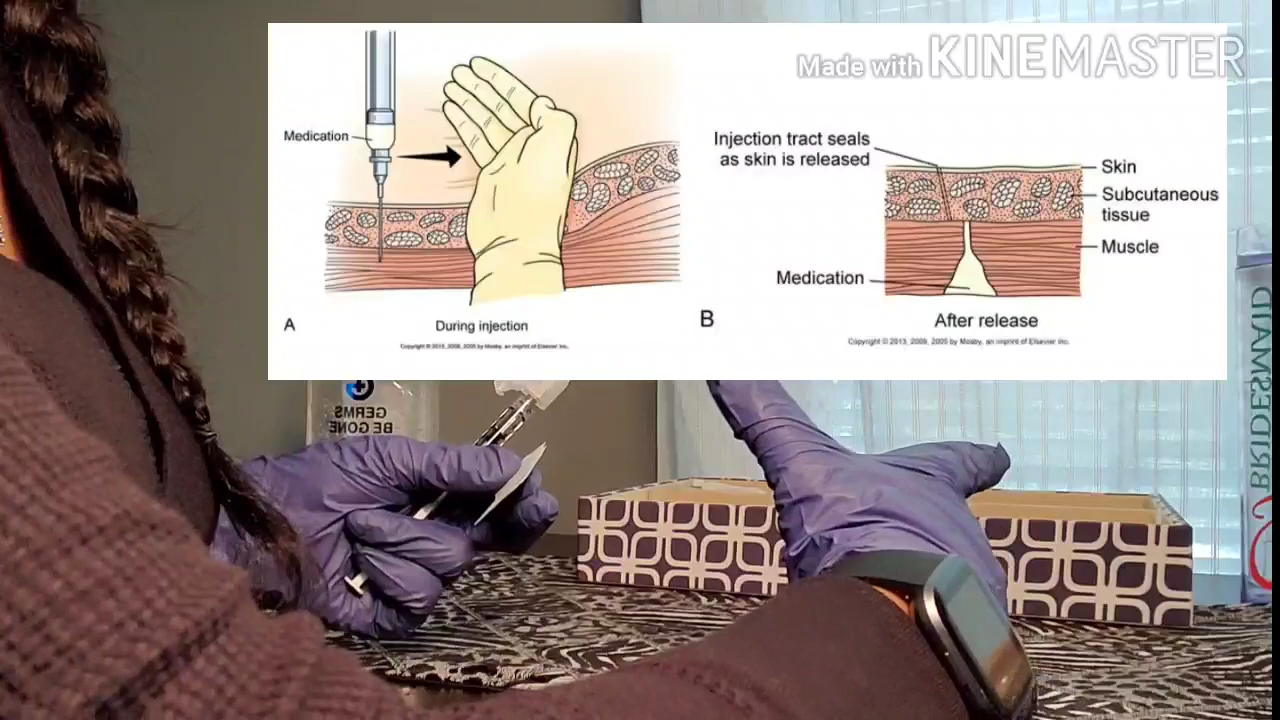 Made with KINEMASTER
Medication
A
During injection
Copyright © 2013, 2009, 2005 by Mosby, an imprint of Elsevier Inc.
Injection tract seals
as skin is released
Skin
Subcutaneous
tissue
Muscle
Medication
B
After release
Copyright © 2013, 2009, 2005 by Mosby, an imprint of Elsevier Inc.
GERMS
BE GONE
BRIDESMAID